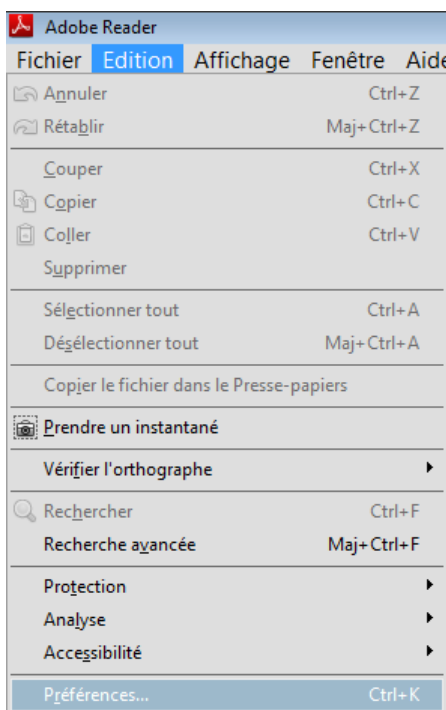 Adobe Reader
Fichier Edition Affichage Fenêtre Aide
Annuler Ctrl+Z
Rétablir Maj+Ctrl+Z
Couper Ctrl+X
Copier Ctrl+C
Coller Ctrl+V
Supprimer
Sélectionner tout Ctrl+A
Désélectionner tout Maj+Ctrl+A
Copier le fichier dans le Presse-papiers
Prendre un instantané
Vérifier l'orthographe
Rechercher Ctrl+F
Recherche avancée Maj+Ctrl+F
Protection
Analyse
Accessibilité
Préférences... Ctrl+K